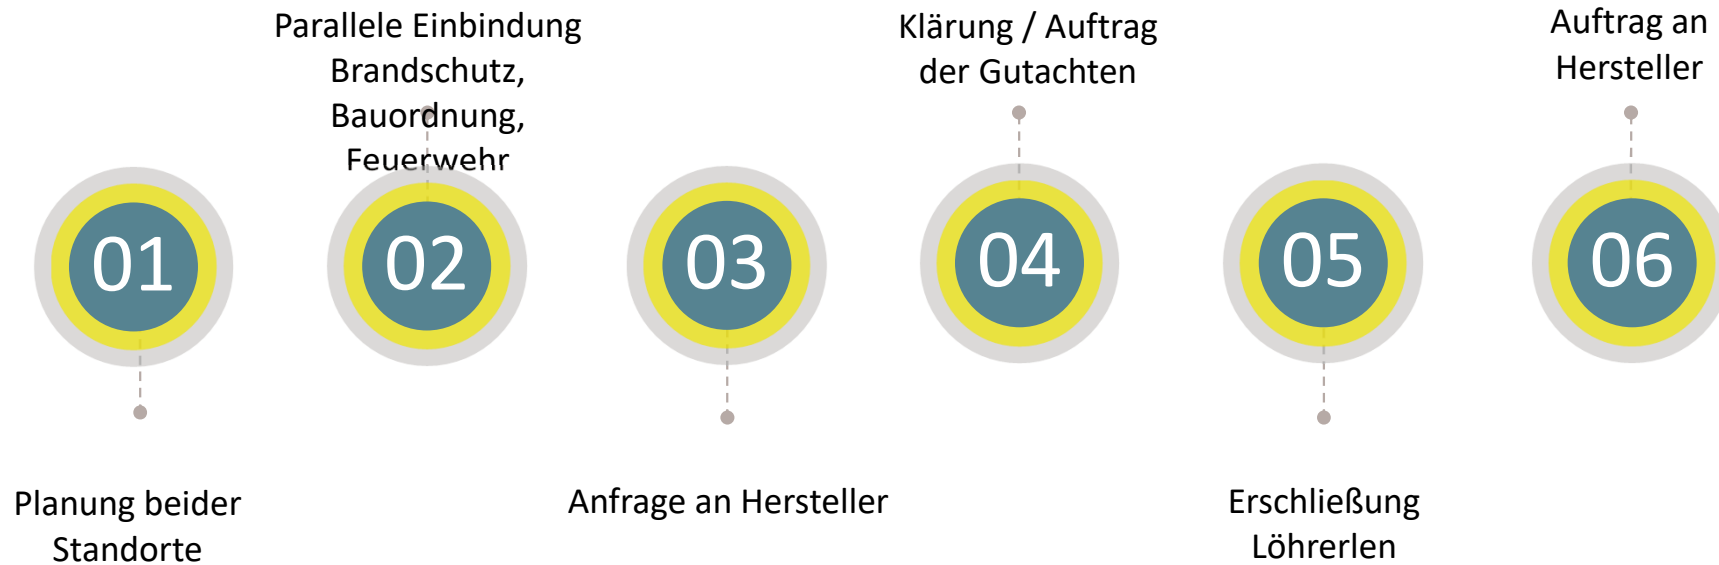 Parallele Einbindung
Brandschutz,
Bauordnung,
Feuerwehr
Klärung / Auftrag
der Gutachten
Auftrag an
Hersteller
01
02
03
04
05
06
Planung beider
Standorte
Anfrage an Hersteller
Erschließung
Löhrerlen